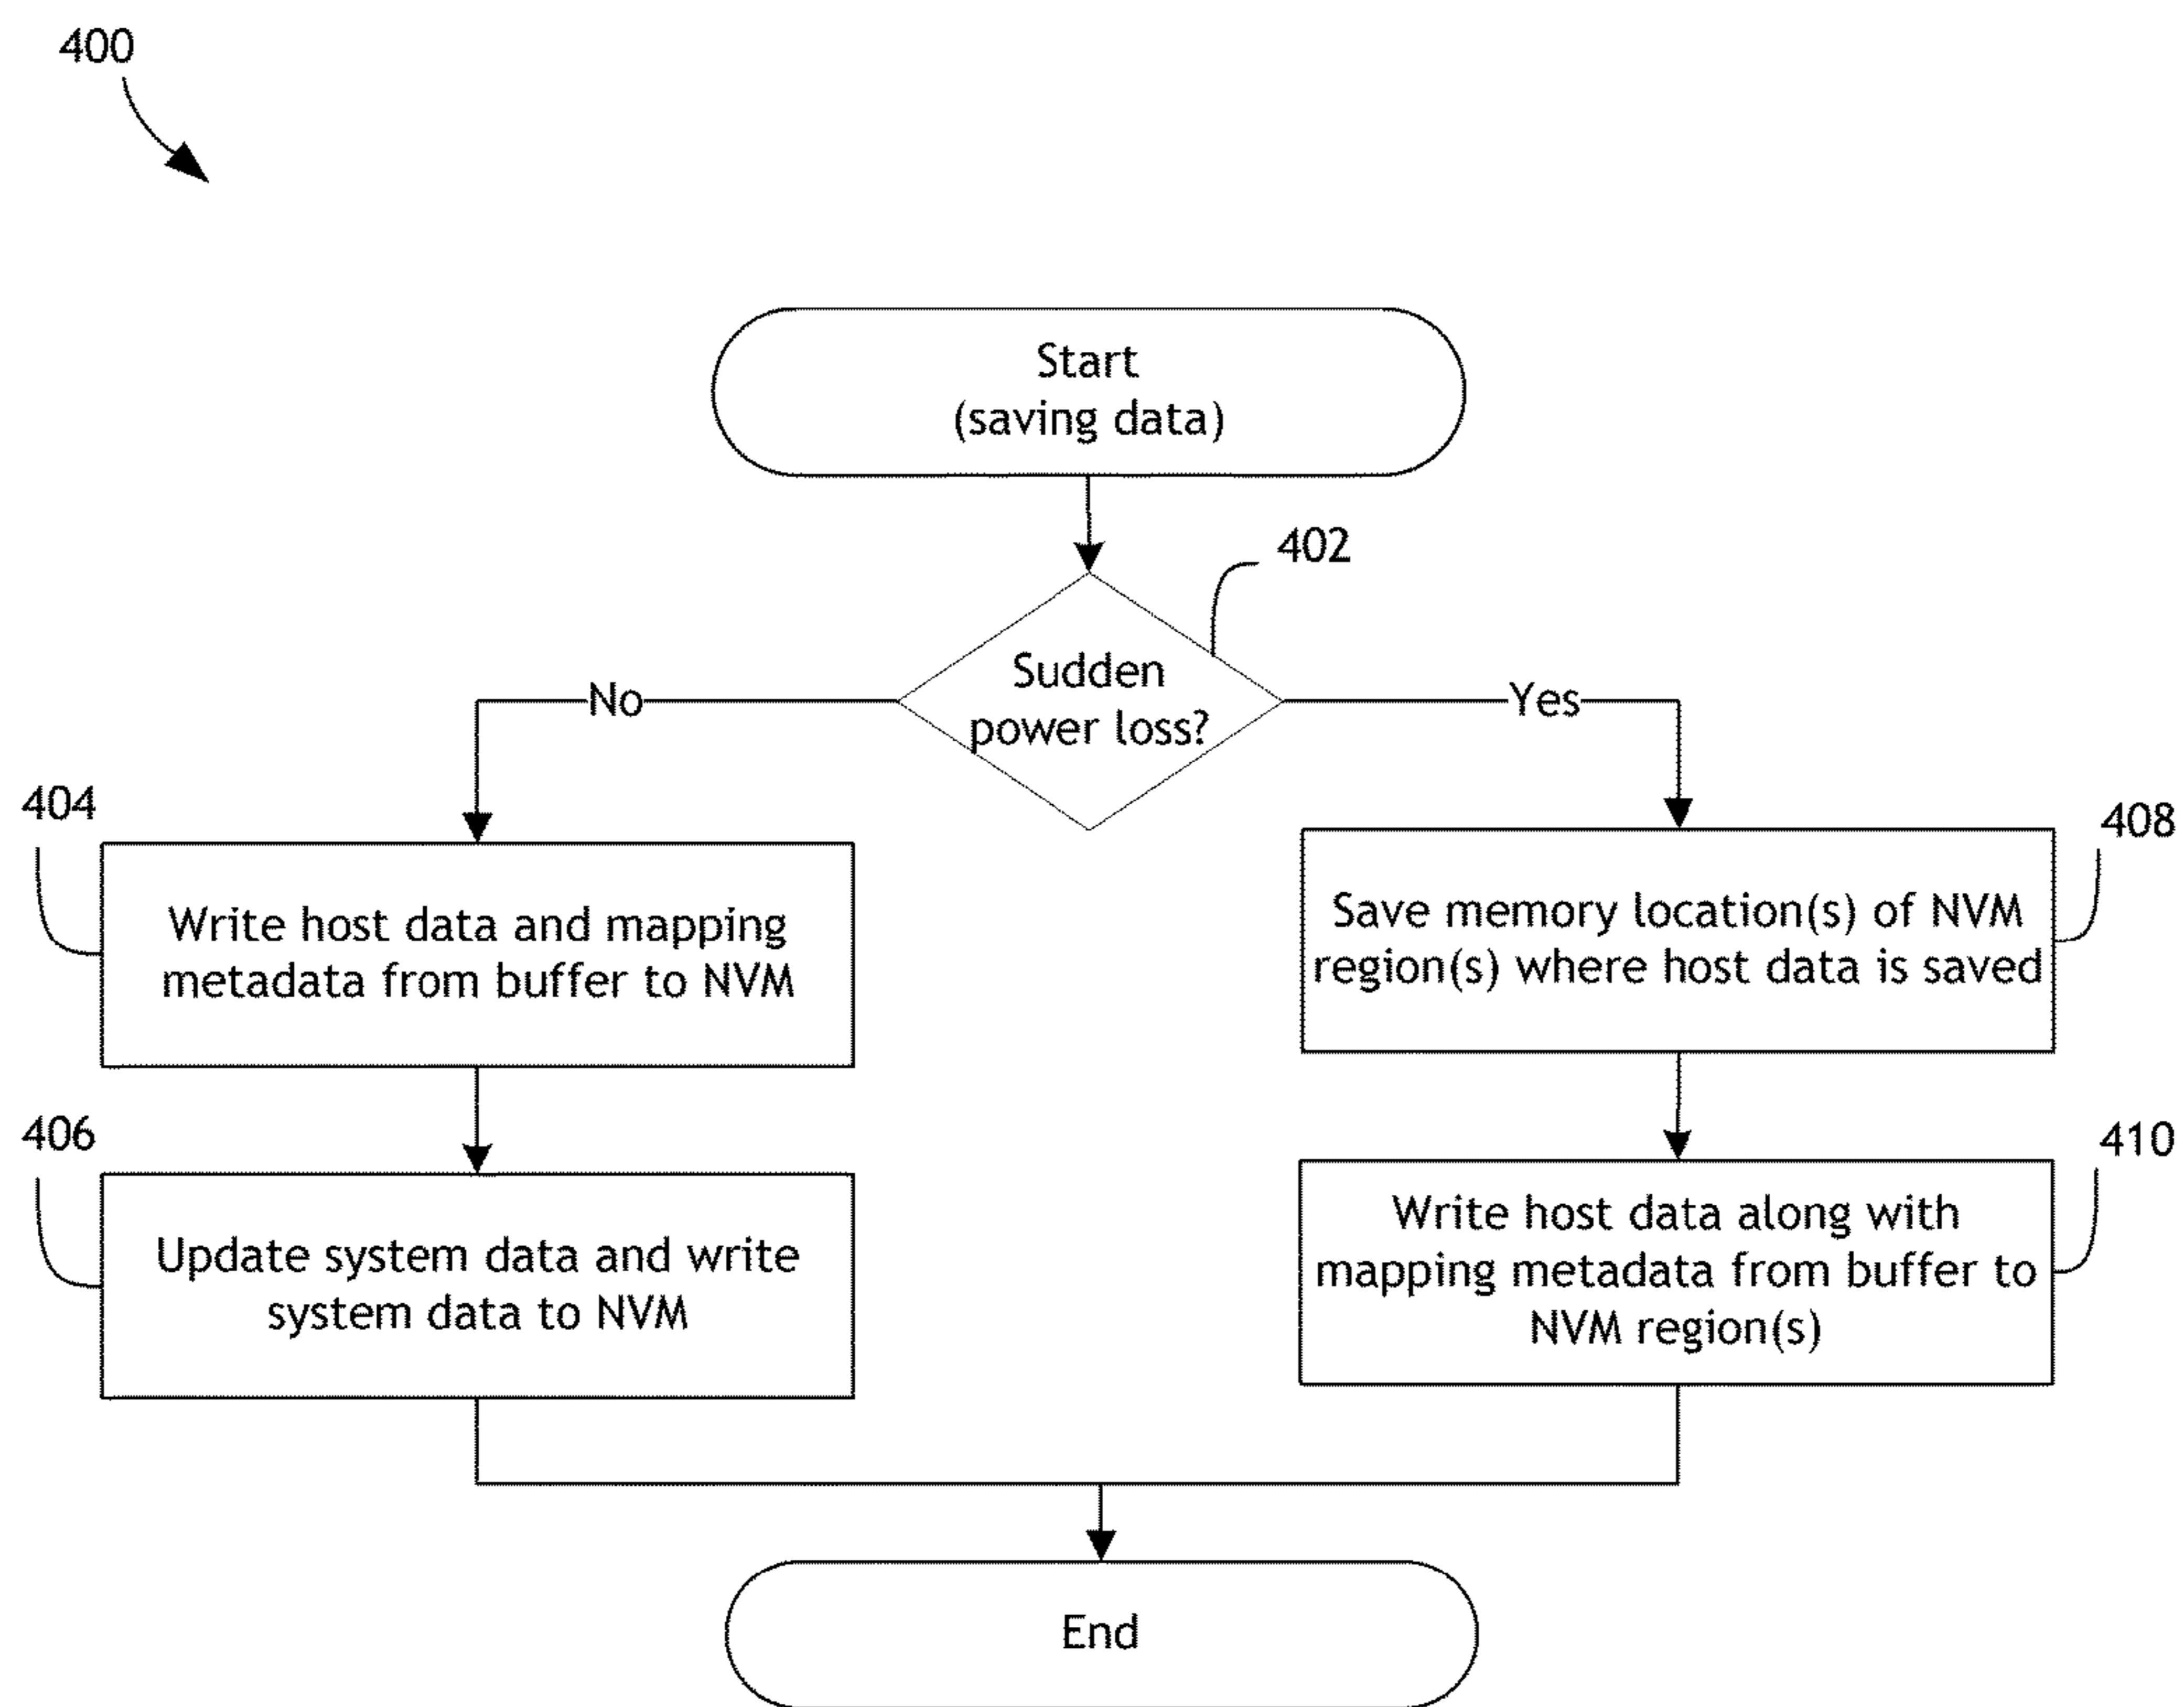 400
Start
(saving data)
402
Sudden
power loss?
No
Yes
404
Write host data and mapping
metadata from buffer to NVM
408
Save memory location(s) of NVM
region(s) where host data is saved
406
Update system data and write
system data to NVM
410
Write host data along with
mapping metadata from buffer to
NVM region(s)
End